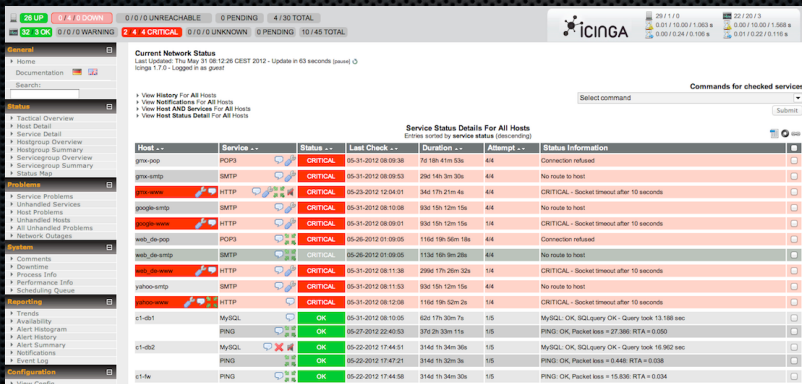 26 UP 0/4/0 DOWN 0/0/0 UNREACHABLE 0 PENDING 4/30 TOTAL
32 3 OK 0/0/0 WARNING 2 4 4 CRITICAL 0/0/0 UNKNOWN 0 PENDING 10/45 TOTAL
ICINGA
29 / 1 / 0 22 / 20 / 3
0.01 / 10.00 / 1.063 s 0.00 / 10.00 / 1.568 s
0.00 / 0.24 / 0.106 s 0.01 / 0.22 / 0.116 s
General
Home
Documentation
Search:
Status
Tactical Overview
Host Detail
Service Detail
Hostgroup Overview
Hostgroup Summary
Servicegroup Overview
Servicegroup Summary
Status Map
Problems
Service Problems
Unhandled Services
Host Problems
Unhandled Hosts
All Unhandled Problems
Network Outages
System
Comments
Downtime
Process Info
Performance Info
Scheduling Queue
Reporting
Trends
Availability
Alert Histogram
Alert History
Alert Summary
Notifications
Event Log
Configuration
View Config
Current Network Status
Last Updated: Thu May 31 08:12:26 CEST 2012 - Update in 63 seconds [pause]
Icinga 1.7.0 - Logged in as guest
View History For All Hosts
View Notifications For All Hosts
View Host AND Services For All Hosts
View Host Status Detail For All Hosts
Commands for checked services
Select command
Submit
Service Status Details For All Hosts
Entries sorted by service status (descending)
Host Service Status Last Check Duration Attempt Status Information
gmx-pop POP3 CRITICAL 05-31-2012 08:09:38 7d 18h 41m 53s 4/4 Connection refused
gmx-smtp SMTP CRITICAL 05-31-2012 08:09:53 29d 14h 3m 30s 4/4 No route to host
gmx-www HTTP CRITICAL 05-23-2012 12:04:01 34d 17h 21m 4s 1/4 CRITICAL - Socket timeout after 10 seconds
google-smtp SMTP CRITICAL 05-31-2012 08:10:08 93d 15h 12m 15s 4/4 No route to host
google-www HTTP CRITICAL 05-31-2012 08:09:01 93d 15h 12m 15s 1/4 CRITICAL - Socket timeout after 10 seconds
web_de-pop POP3 CRITICAL 05-26-2012 01:09:05 116d 19h 56m 18s 4/4 Connection refused
web_de-smtp SMTP CRITICAL 05-26-2012 01:09:05 113d 16h 9m 28s 4/4 No route to host
web_de-www HTTP CRITICAL 05-31-2012 08:11:38 299d 17h 26m 32s 1/4 CRITICAL - Socket timeout after 10 seconds
yahoo-smtp SMTP CRITICAL 05-31-2012 08:11:53 93d 15h 12m 15s 4/4 No route to host
yahoo-www HTTP CRITICAL 05-31-2012 08:12:08 116d 19h 52m 2s 1/4 CRITICAL - Socket timeout after 10 seconds
c1-db1 MySQL OK 05-31-2012 08:10:05 62d 17h 30m 7s 1/5 MySQL: OK, SQLquery OK - Query took 13.188 sec
PING OK 05-27-2012 22:40:53 37d 2h 33m 11s 1/5 PING: OK, Packet loss = 27.386: RTA = 0.050
c1-db2 MySQL OK 05-22-2012 17:44:51 314d 1h 34m 36s 1/5 MySQL: OK, SQLquery OK - Query took 16.962 sec
PING OK 05-22-2012 17:47:21 314d 1h 32m 3s 1/5 PING: OK, Packet loss = 0.448: RTA = 0.038
c1-fw PING OK 05-22-2012 17:44:58 314d 1h 34m 30s 1/5 PING: OK, Packet loss = 15.836: RTA = 0.034